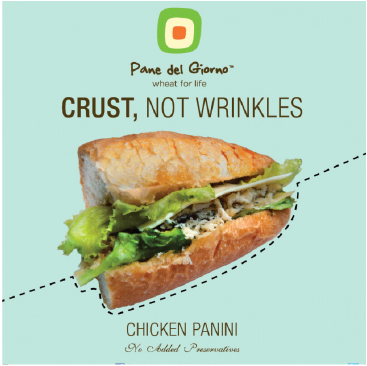 Pane del Giorno™
wheat for life
CRUST, NOT WRINKLES
CHICKEN PANINI
No Added Preservatives